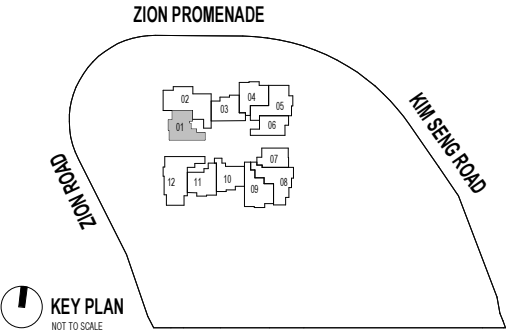 ZION PROMENADE
KIM SENG ROAD
ZION ROAD
02
03
04
05
01
06
07
12
11
10
09
08
KEY PLAN
NOT TO SCALE